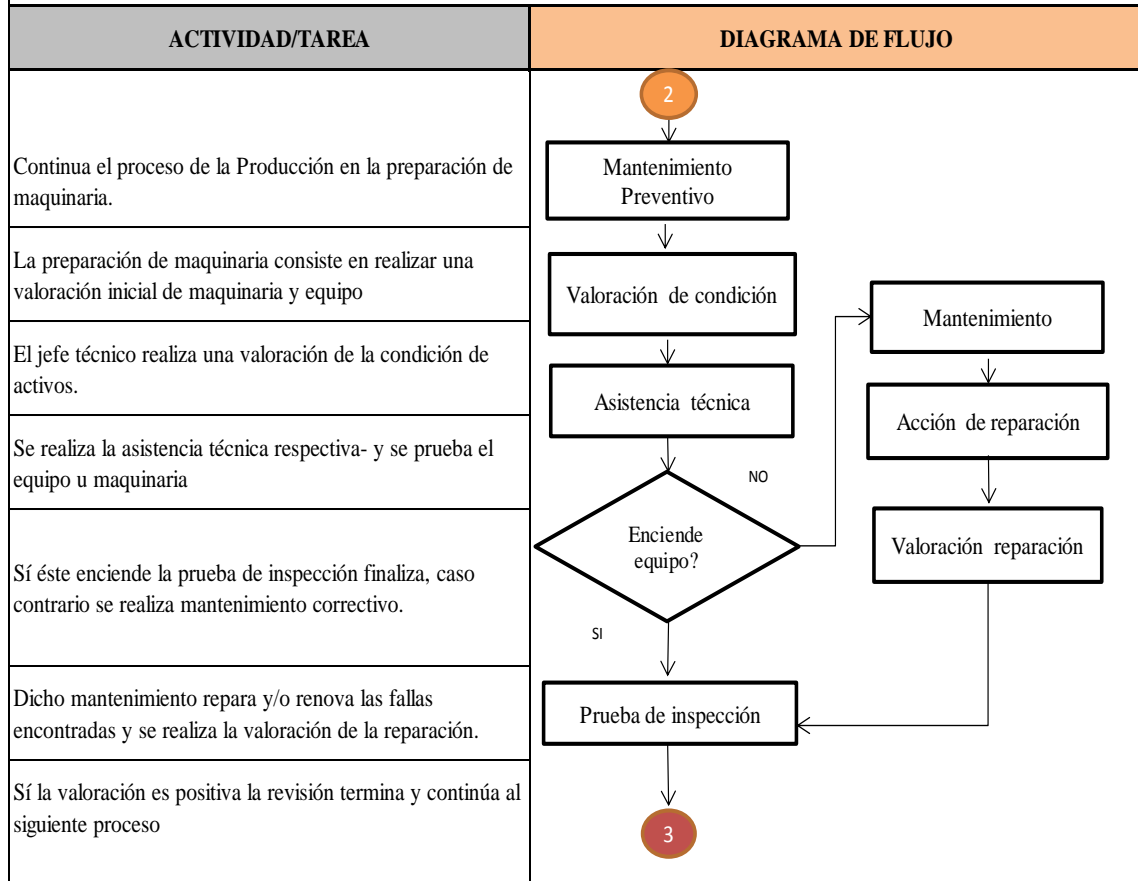 ACTIVIDAD/TAREA
DIAGRAMA DE FLUJO
Continua el proceso de la Producción en la preparación de
maquinaria.
La preparación de maquinaria consiste en realizar una
valoración inicial de maquinaria y equipo
El jefe técnico realiza una valoración de la condición de
activos.
Se realiza la asistencia técnica respectiva- y se prueba el
equipo u maquinaria
Sí éste enciende la prueba de inspección finaliza, caso
contrario se realiza mantenimiento correctivo.
Dicho mantenimiento repara y/o renova las fallas
encontradas y se realiza la valoración de la reparación.
Sí la valoración es positiva la revisión termina y continúa al
siguiente proceso
2
Mantenimiento
Preventivo
Valoración de condición
Asistencia técnica
Enciende
equipo?
NO
Mantenimiento
Acción de reparación
Valoración reparación
SI
Prueba de inspección
3